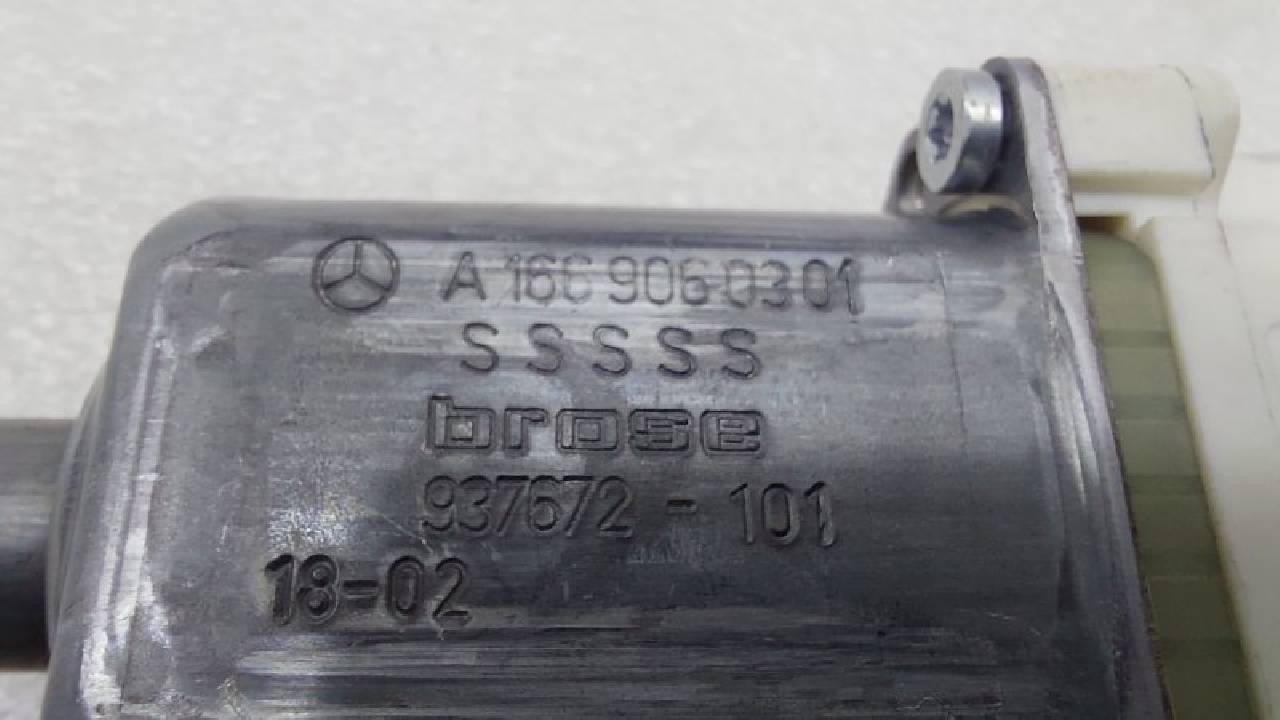 A 166 906 03 01
S S S S S
brose
937672 - 101
18-02